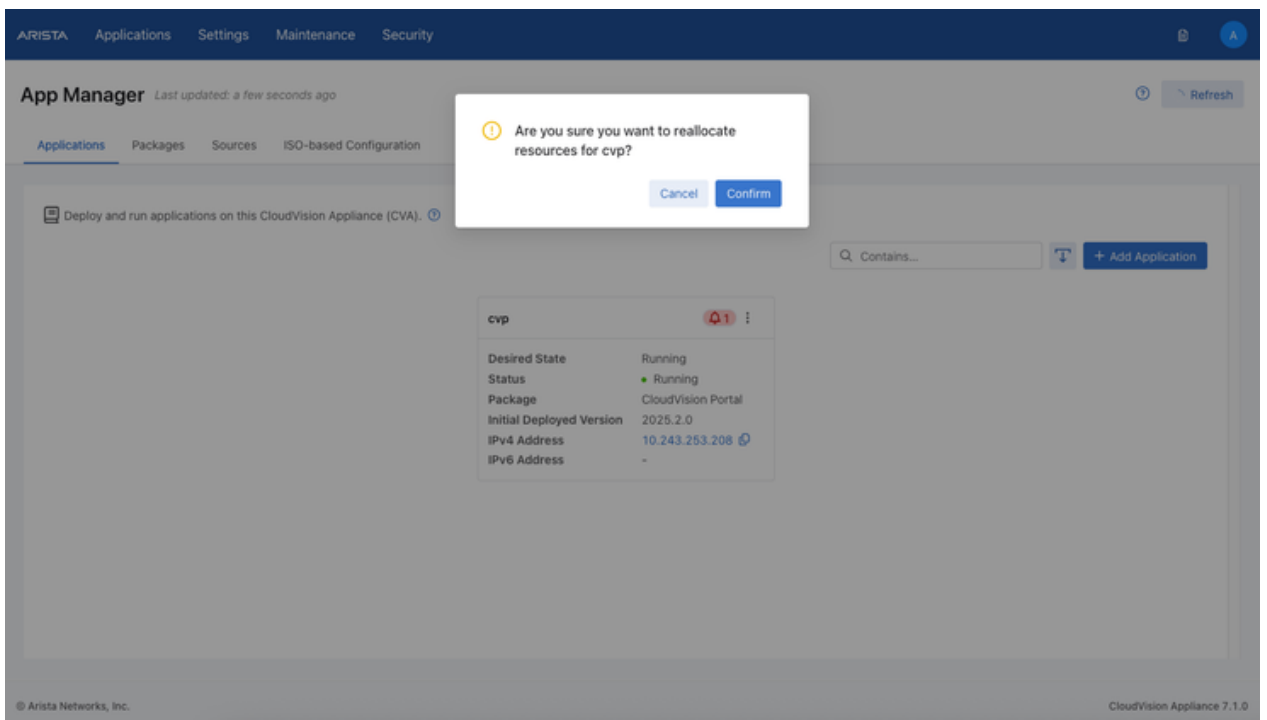 ARISTA Applications Settings Maintenance Security A
App Manager Last updated: a few seconds ago Refresh
Applications Packages Sources ISO-based Configuration
Are you sure you want to reallocate
resources for cvp?
Cancel Confirm
Deploy and run applications on this CloudVision Appliance (CVA).
Contains... + Add Application
cvp 1
Desired State Running
Status Running
Package CloudVision Portal
Initial Deployed Version 2025.2.0
IPv4 Address 10.243.253.208
IPv6 Address -
© Arista Networks, Inc. CloudVision Appliance 7.1.0